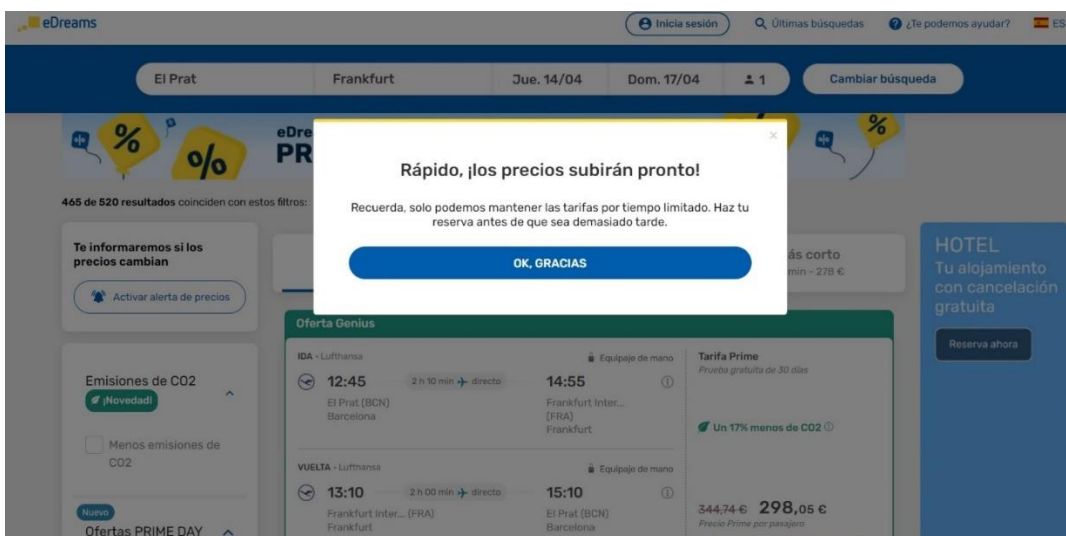 eDreams
Inicia sesión
Últimas búsquedas
¿Te podemos ayudar?
ES
El Prat
Frankfurt
Jue. 14/04
Dom. 17/04
1
Cambiar búsqueda
%
%
eDre
PR
%
465 de 520 resultados coinciden con estos filtros:
×
Rápido, ¡los precios subirán pronto!
Recuerda, solo podemos mantener las tarifas por tiempo limitado. Haz tu
reserva antes de que sea demasiado tarde.
OK, GRACIAS
Te informaremos si los
precios cambian
Activar alerta de precios
ás corto
min - 278 €
HOTEL
Tu alojamiento
con cancelación
gratuita
Reserva ahora
Oferta Genius
IDA - Lufthansa
Equipaje de mano
12:45
2 h 10 min directo
14:55
El Prat (BCN)
Barcelona
Frankfurt Inter...
(FRA)
Frankfurt
Tarifa Prime
Prueba gratuita de 30 días
Un 17% menos de CO2
Emisiones de CO2
¡Novedad!
Menos emisiones de
CO2
VUELTA - Lufthansa
Equipaje de mano
13:10
2 h 00 min directo
15:10
Frankfurt Inter... (FRA)
Frankfurt
El Prat (BCN)
Barcelona
344,74 € 298,05 €
Precio Prime por pasajero
Nuevo
Ofertas PRIME DAY